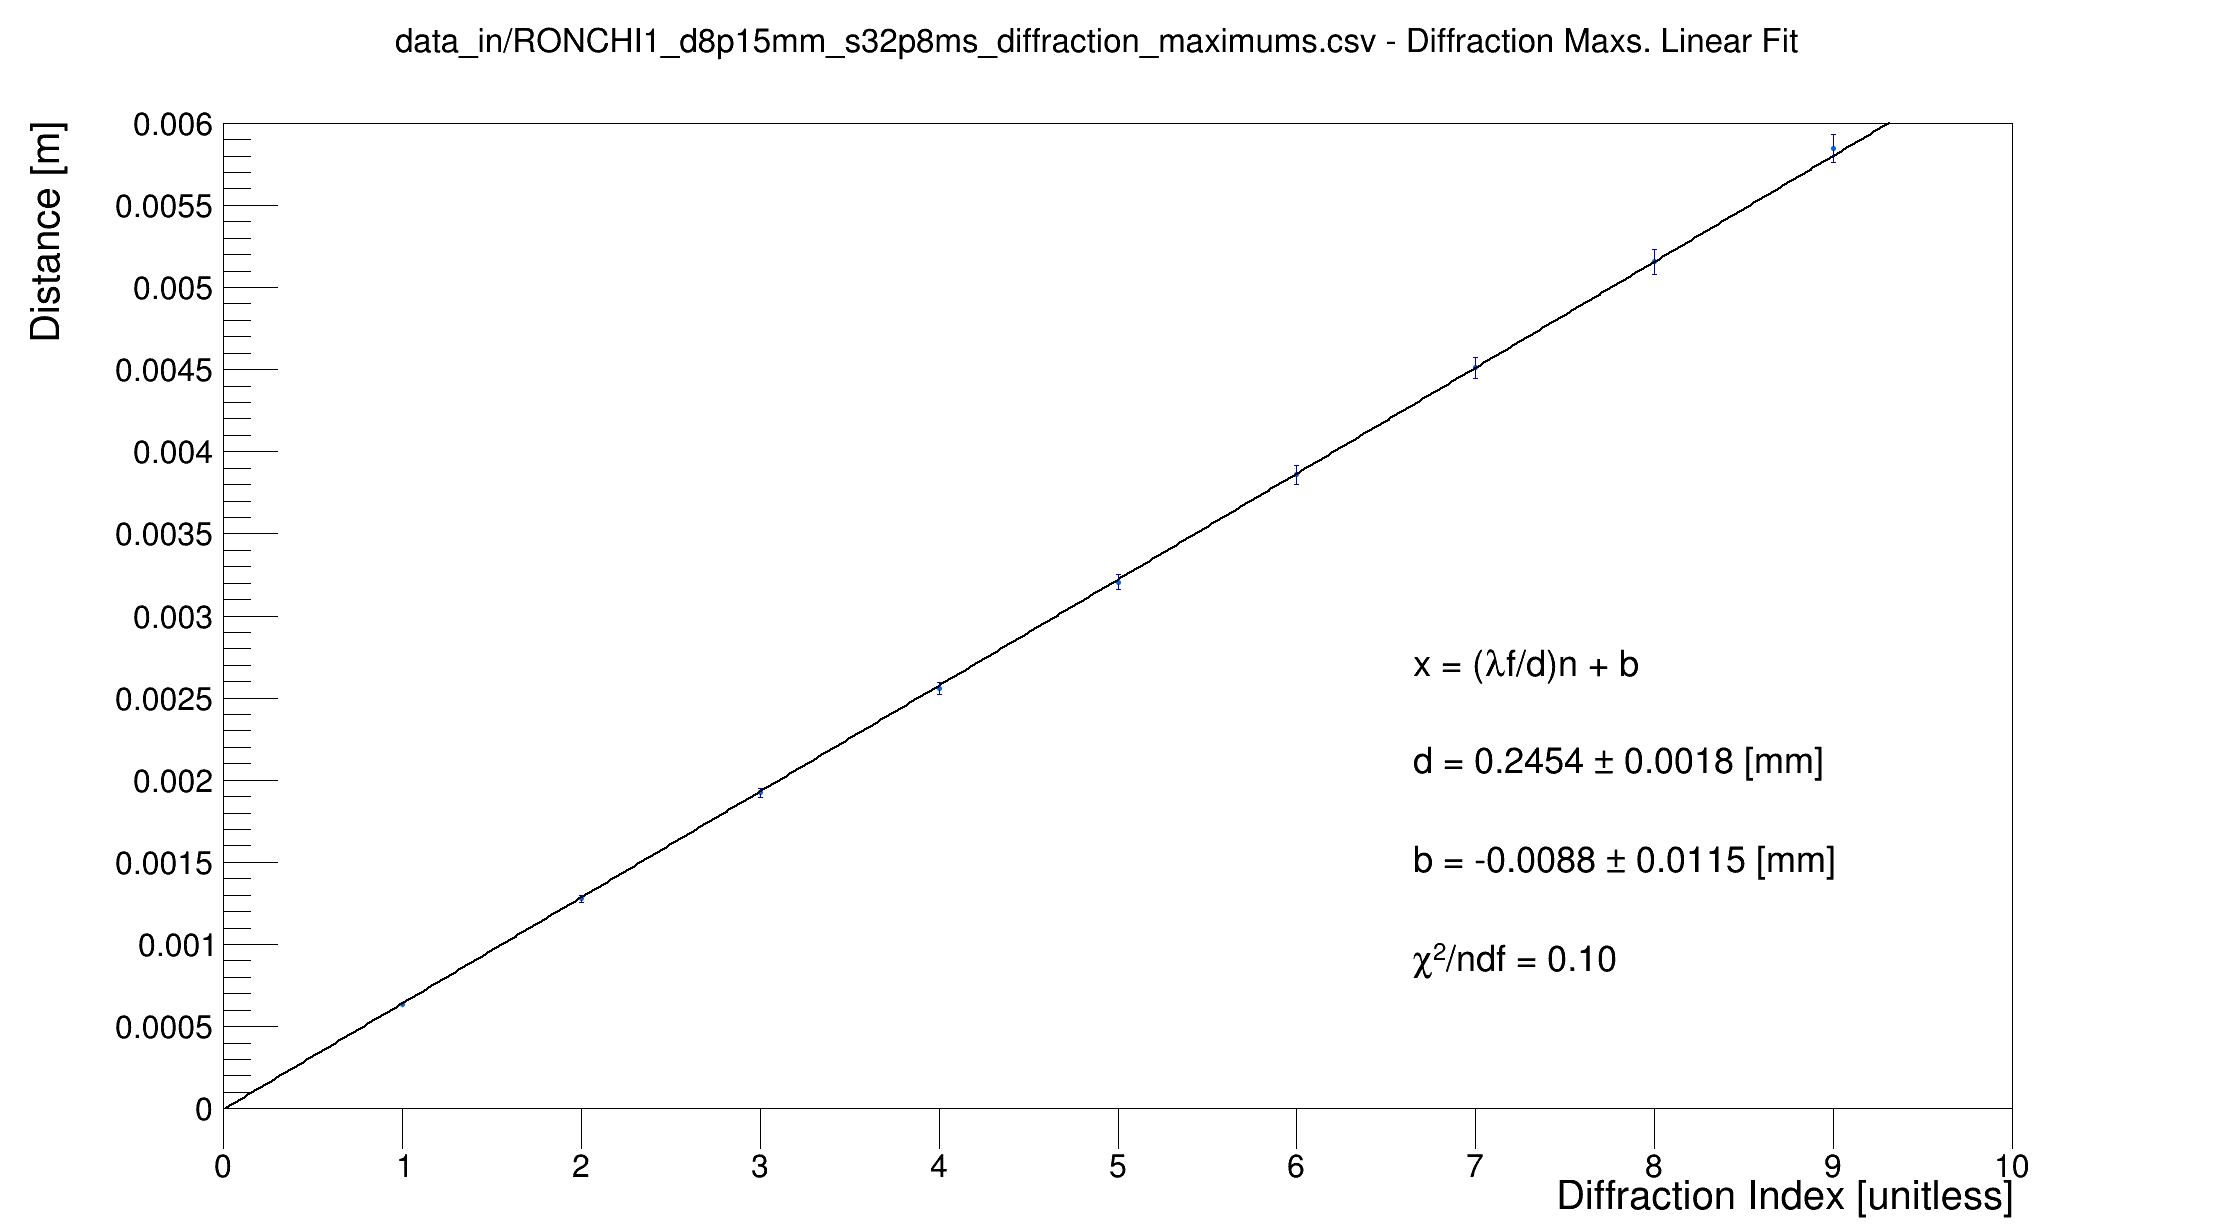 data_in/RONCHI1_d8p15mm_s32p8ms_diffraction_maximums.csv - Diffraction Maxs. Linear Fit
Distance [m]
0.006
0.0055
0.005
0.0045
0.004
0.0035
0.003
0.0025
0.002
0.0015
0.001
0.0005
0
x = (λf/d)n + b
d = 0.2454 ± 0.0018 [mm]
b = -0.0088 ± 0.0115 [mm]
χ²/ndf = 0.10
0 1 2 3 4 5 6 7 8 9 10
Diffraction Index [unitless]